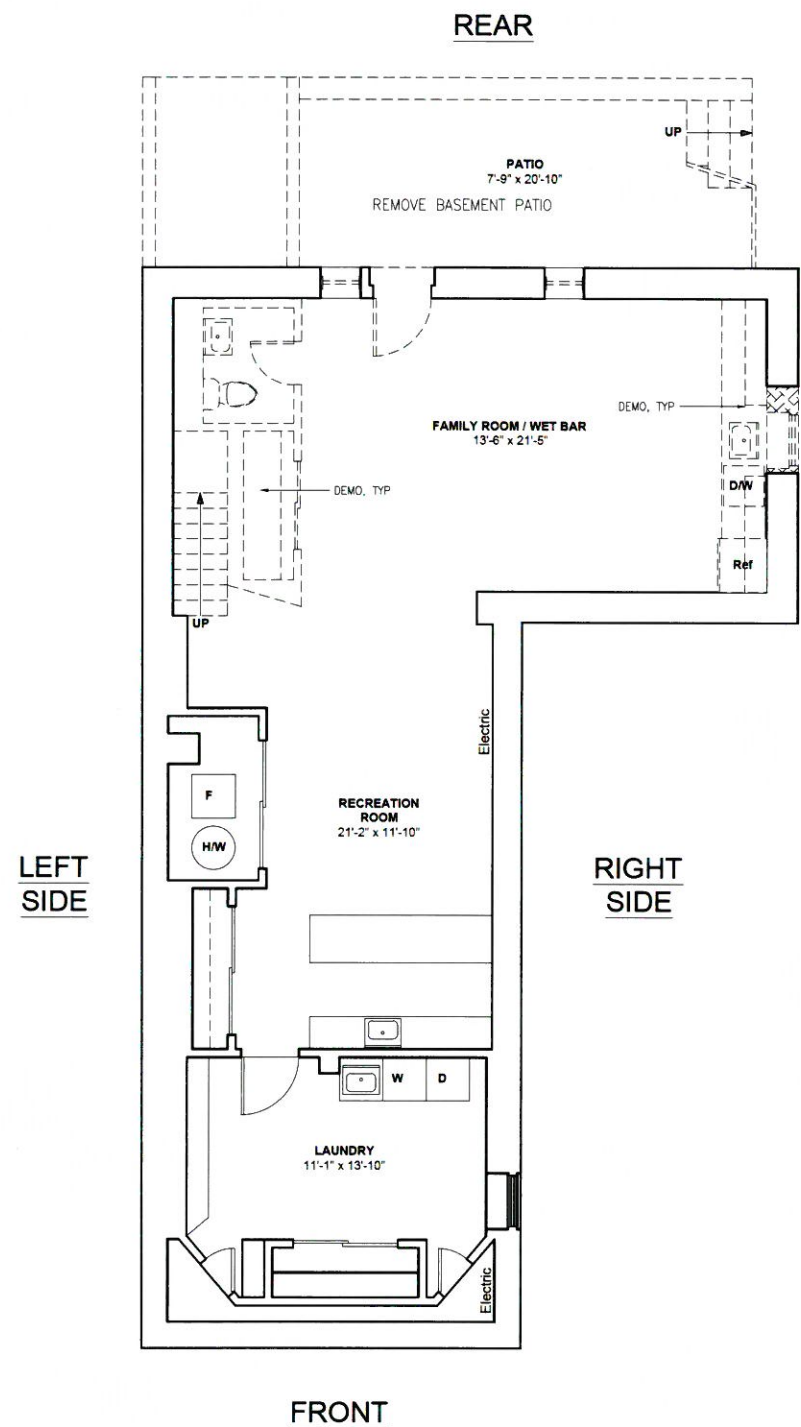 REAR
UP
PATIO
7'-9" x 20'-10"
REMOVE BASEMENT PATIO
DEMO, TYP
FAMILY ROOM / WET BAR
13'-6" x 21'-5"
D/W
DEMO, TYP
Ref
UP
Electric
F
RECREATION
ROOM
21'-2" x 11'-10"
H/W
LEFT
SIDE
RIGHT
SIDE
W
D
LAUNDRY
11'-1" x 13'-10"
Electric
FRONT